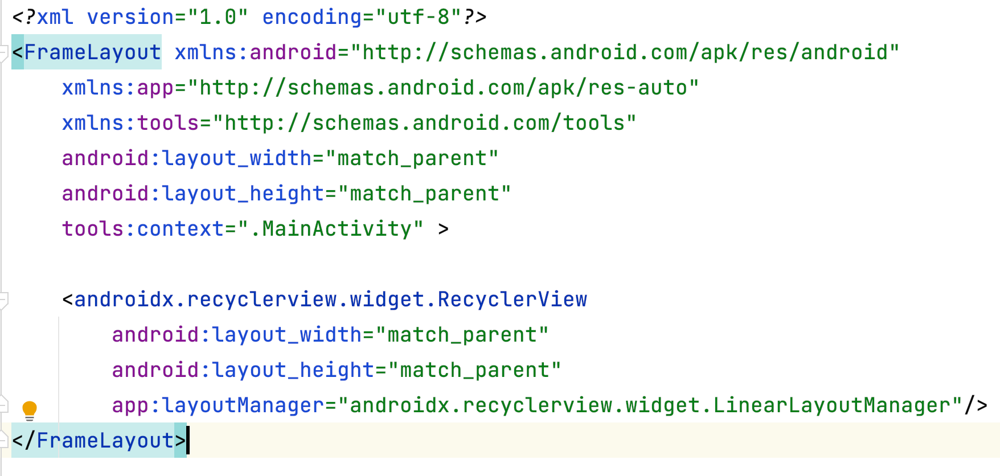 <?xml version="1.0" encoding="utf-8"?>
<FrameLayout xmlns:android="http://schemas.android.com/apk/res/android"
    xmlns:app="http://schemas.android.com/apk/res-auto"
    xmlns:tools="http://schemas.android.com/tools"
    android:layout_width="match_parent"
    android:layout_height="match_parent"
    tools:context=".MainActivity" >

    <androidx.recyclerview.widget.RecyclerView
        android:layout_width="match_parent"
        android:layout_height="match_parent"
        app:layoutManager="androidx.recyclerview.widget.LinearLayoutManager"/>
</FrameLayout>